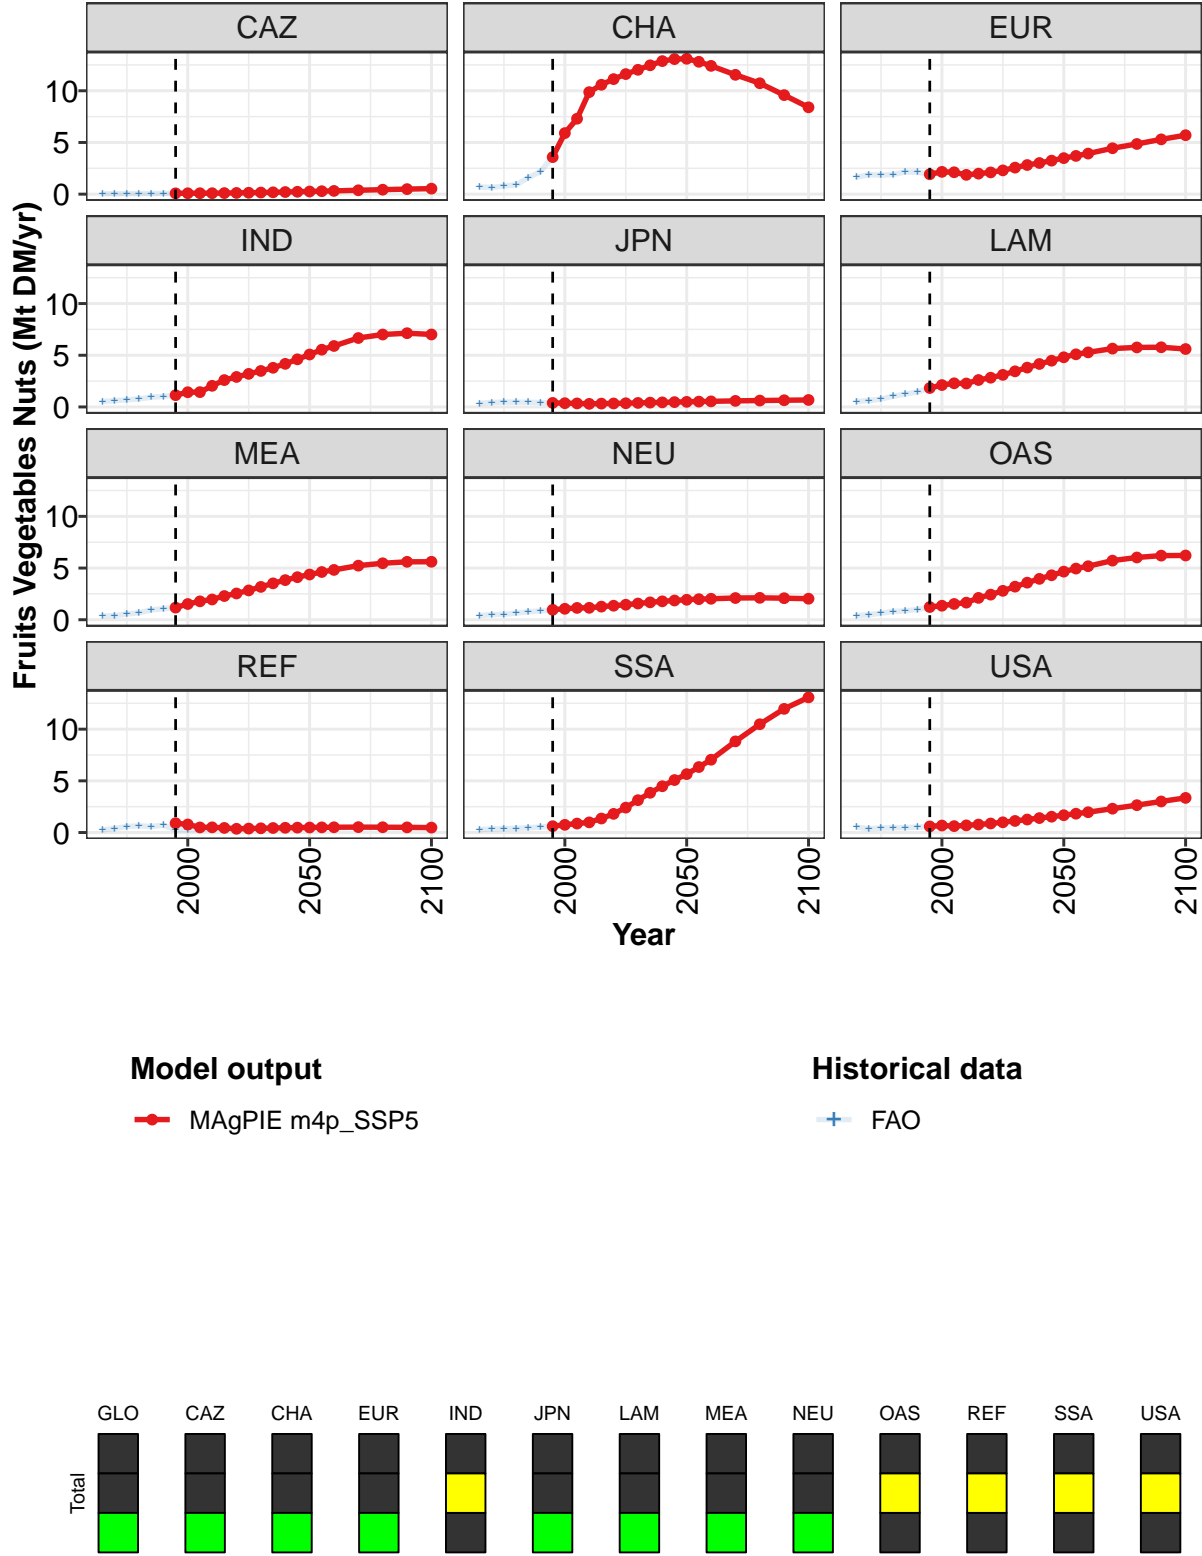 CAZ CHA EUR
10
5
0
IND JPN LAM
10
5
0
MEA NEU OAS
10
5
0
REF SSA USA
10
5
0
2000 2050 2100 2000 2050 2100 2000 2050 2100
Year
Fruits Vegetables Nuts (Mt DM/yr)
Model output Historical data
MAgPIE m4p_SSP5 FAO
GLO CAZ CHA EUR IND JPN LAM MEA NEU OAS REF SSA USA
Total